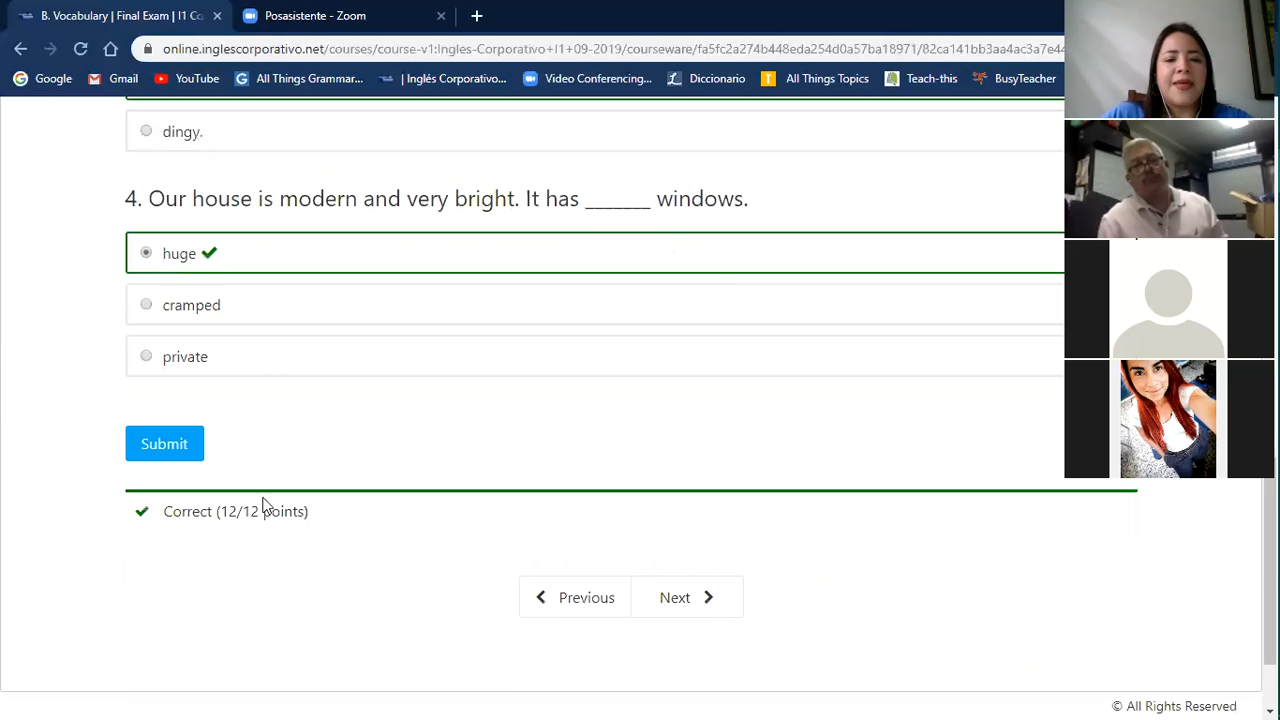 B. Vocabulary | Final Exam | I1 Co
Posasistente - Zoom
online.inglescorporativo.net/courses/course-v1:Ingles-Corporativo+I1+09-2019/courseware/fa5fc2a274b448eda254d0a57ba18971/82ca141bb3aa4ac3a7e44
Google Gmail YouTube All Things Grammar... | Inglés Corporativo... Video Conferencing... Diccionario All Things Topics Teach-this BusyTeacher
dingy.
4. Our house is modern and very bright. It has _______ windows.
huge
cramped
private
Submit
Correct (12/12 points)
Previous Next
© All Rights Reserved